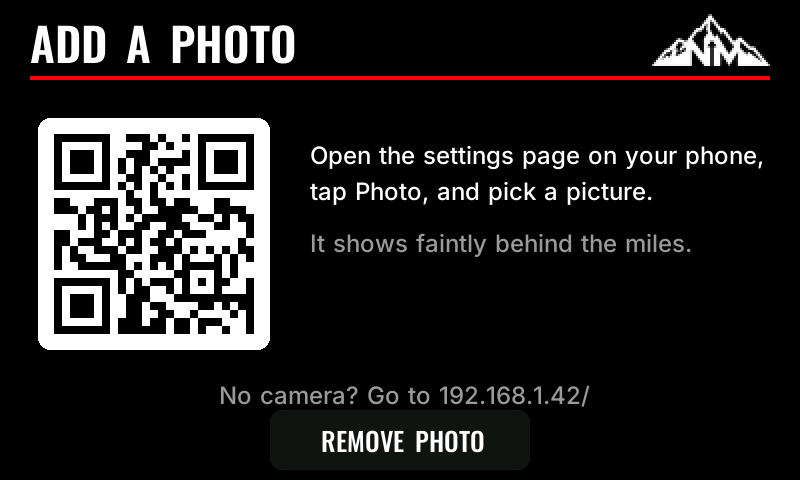 ADD A PHOTO
NM
Open the settings page on your phone,
tap Photo, and pick a picture.
It shows faintly behind the miles.
No camera? Go to 192.168.1.42/
REMOVE PHOTO